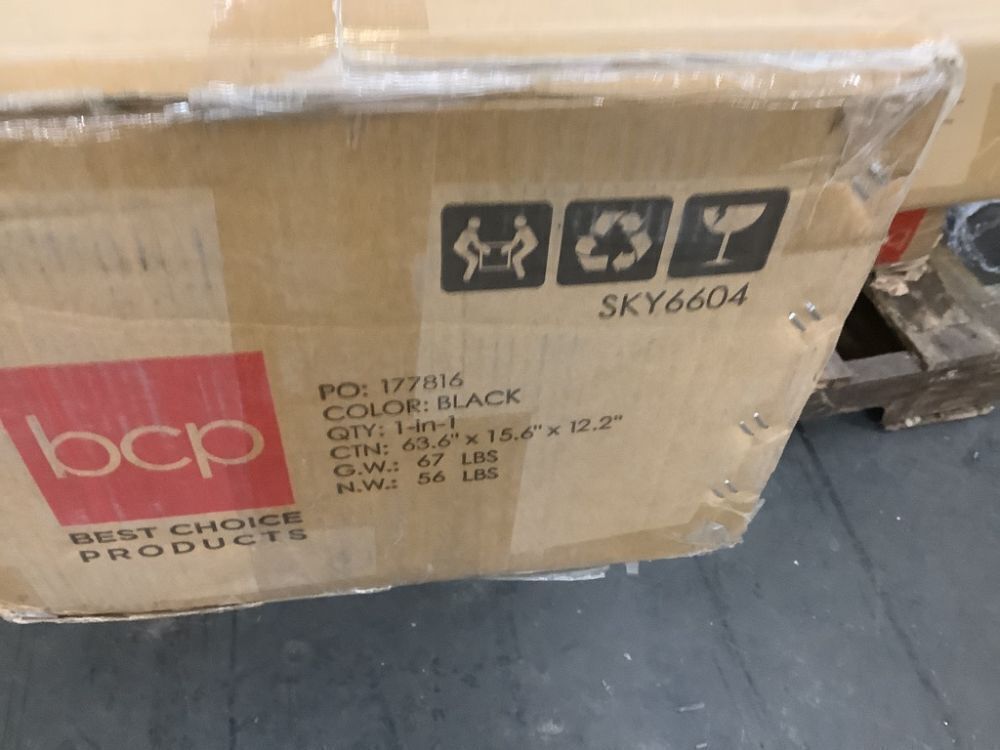 SKY6604
bcp
BEST CHOICE
PRODUCTS
PO: 177816
COLOR: BLACK
QTY: 1-in-1
CTN: 63.6" x 15.6" x 12.2"
G.W.: 67 LBS
N.W.: 56 LBS